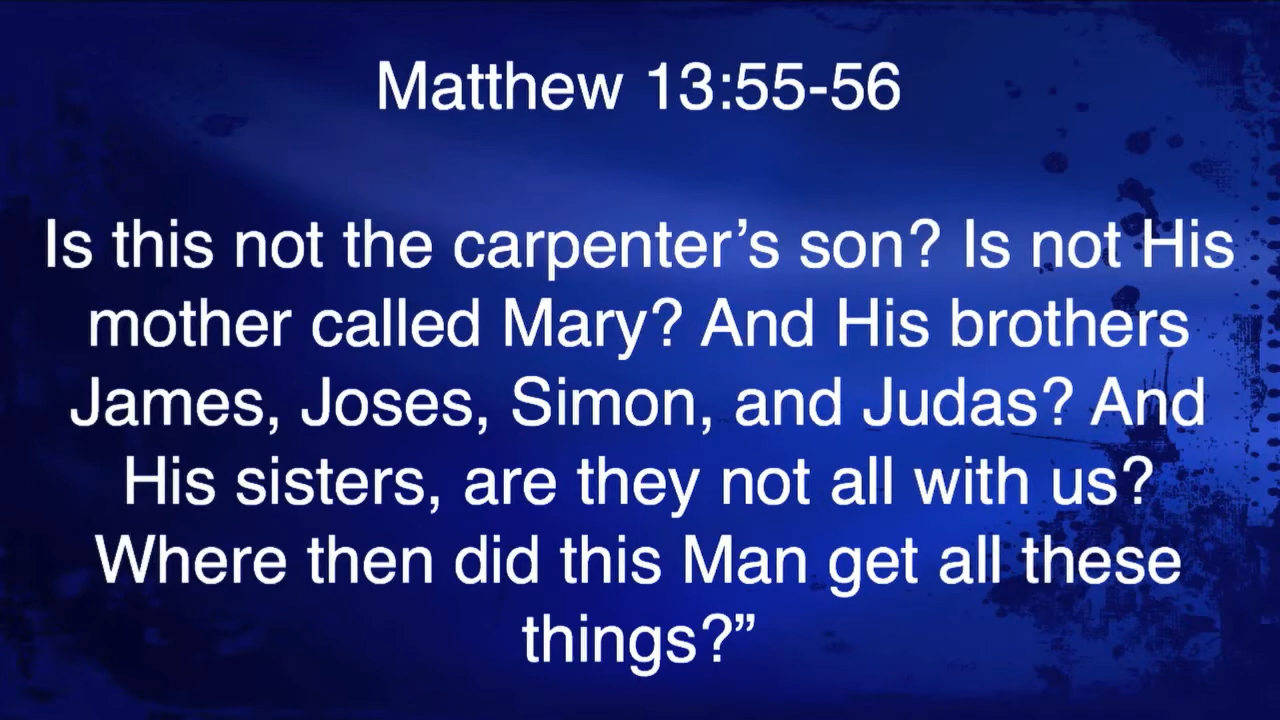 Matthew 13:55-56
Is this not the carpenter’s son? Is not His
mother called Mary? And His brothers
James, Joses, Simon, and Judas? And
His sisters, are they not all with us?
Where then did this Man get all these
things?”